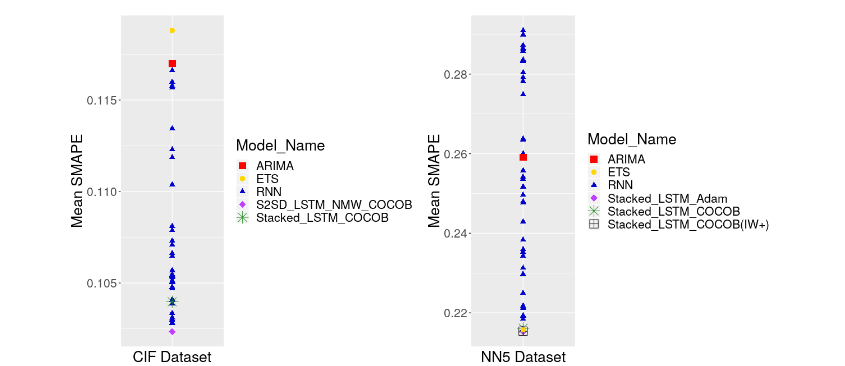 Mean SMAPE
0.115
0.110
0.105
CIF Dataset
Model_Name
ARIMA
ETS
RNN
S2SD_LSTM_NMW_COCOB
Stacked_LSTM_COCOB
Mean SMAPE
0.28
0.26
0.24
0.22
NN5 Dataset
Model_Name
ARIMA
ETS
RNN
Stacked_LSTM_Adam
Stacked_LSTM_COCOB
Stacked_LSTM_COCOB(IW+)